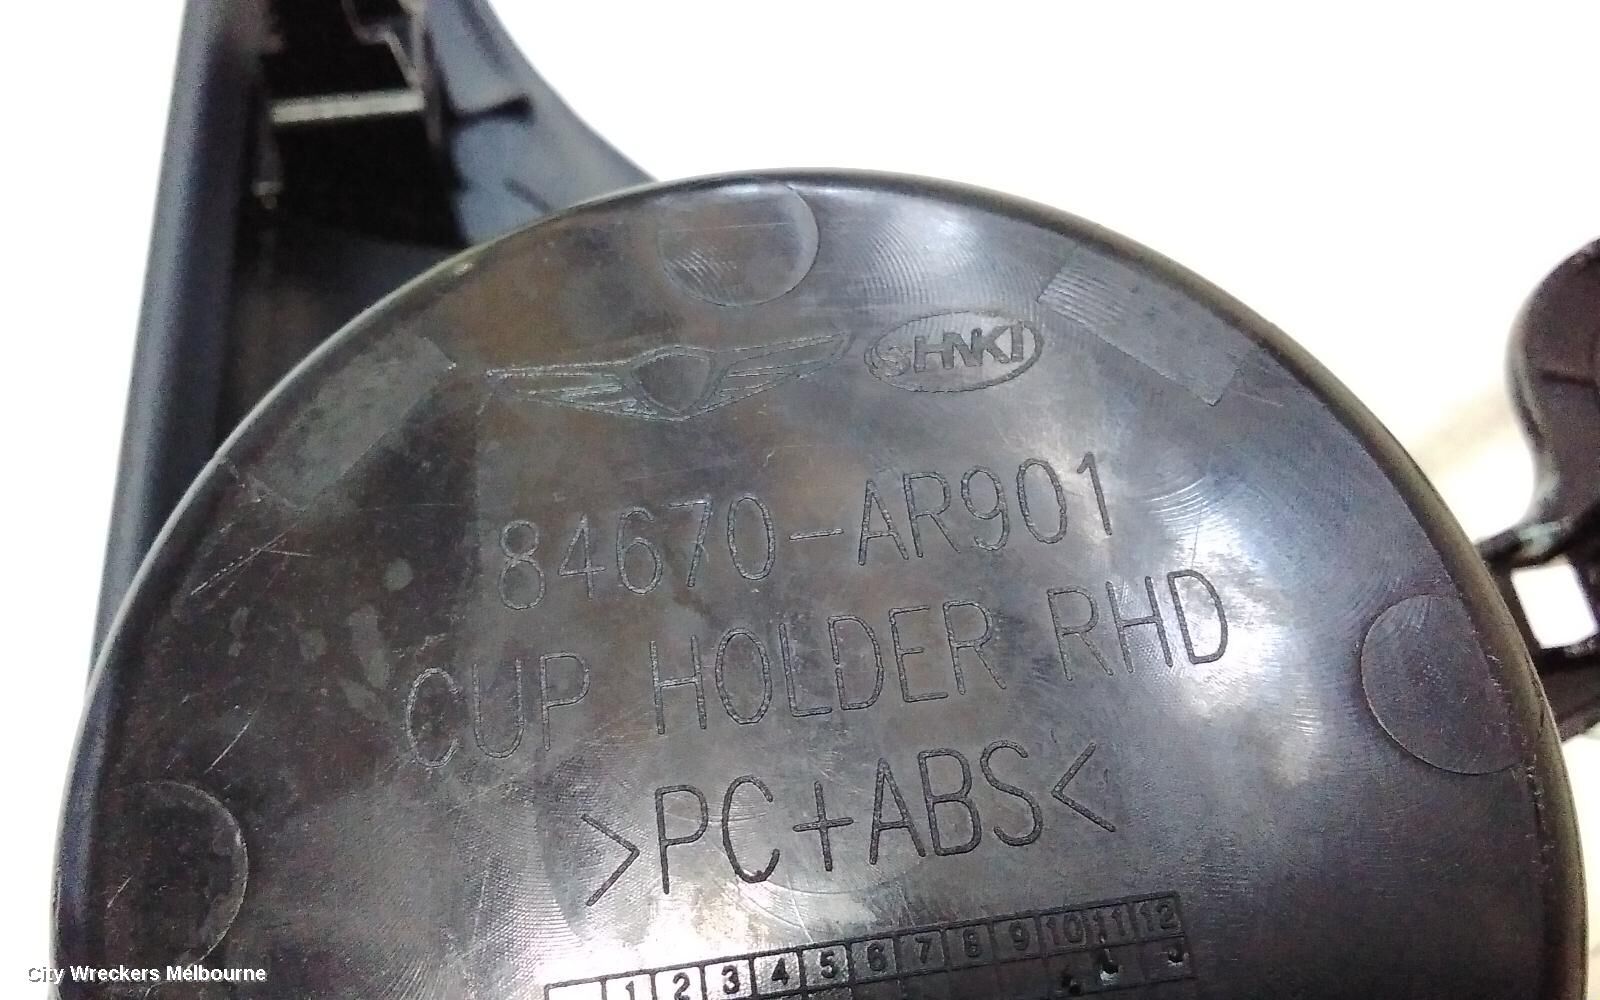 SHNKI
84670-AR901
CUP HOLDER RHD
>PC+ABS<
1 2 3 4 5 6 7 8 9 10 11 12
City Wreckers Melbourne